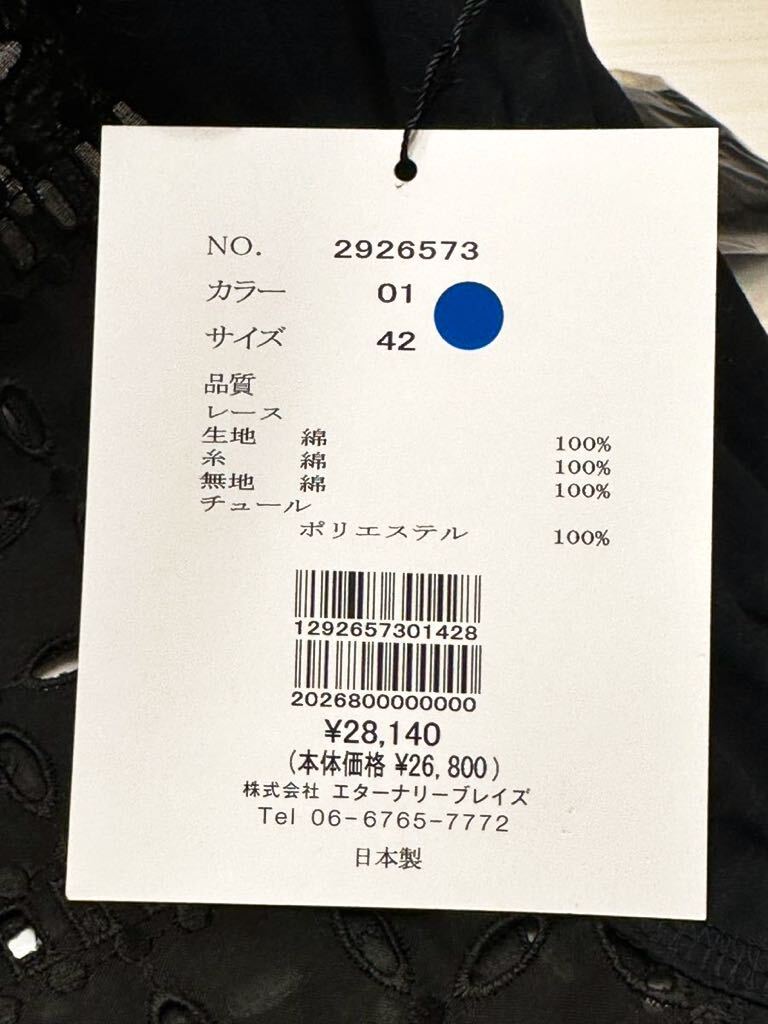 NO. 2926573
カラー 01
サイズ 42
品質
レース
生地 綿 100%
糸 綿 100%
無地 綿 100%
チュール
ポリエステル 100%
1292657301428
2026800000000
¥28,140
(本体価格 ¥26,800)
株式会社 エターナリーブレイズ
Tel 06-6765-7772
日本製